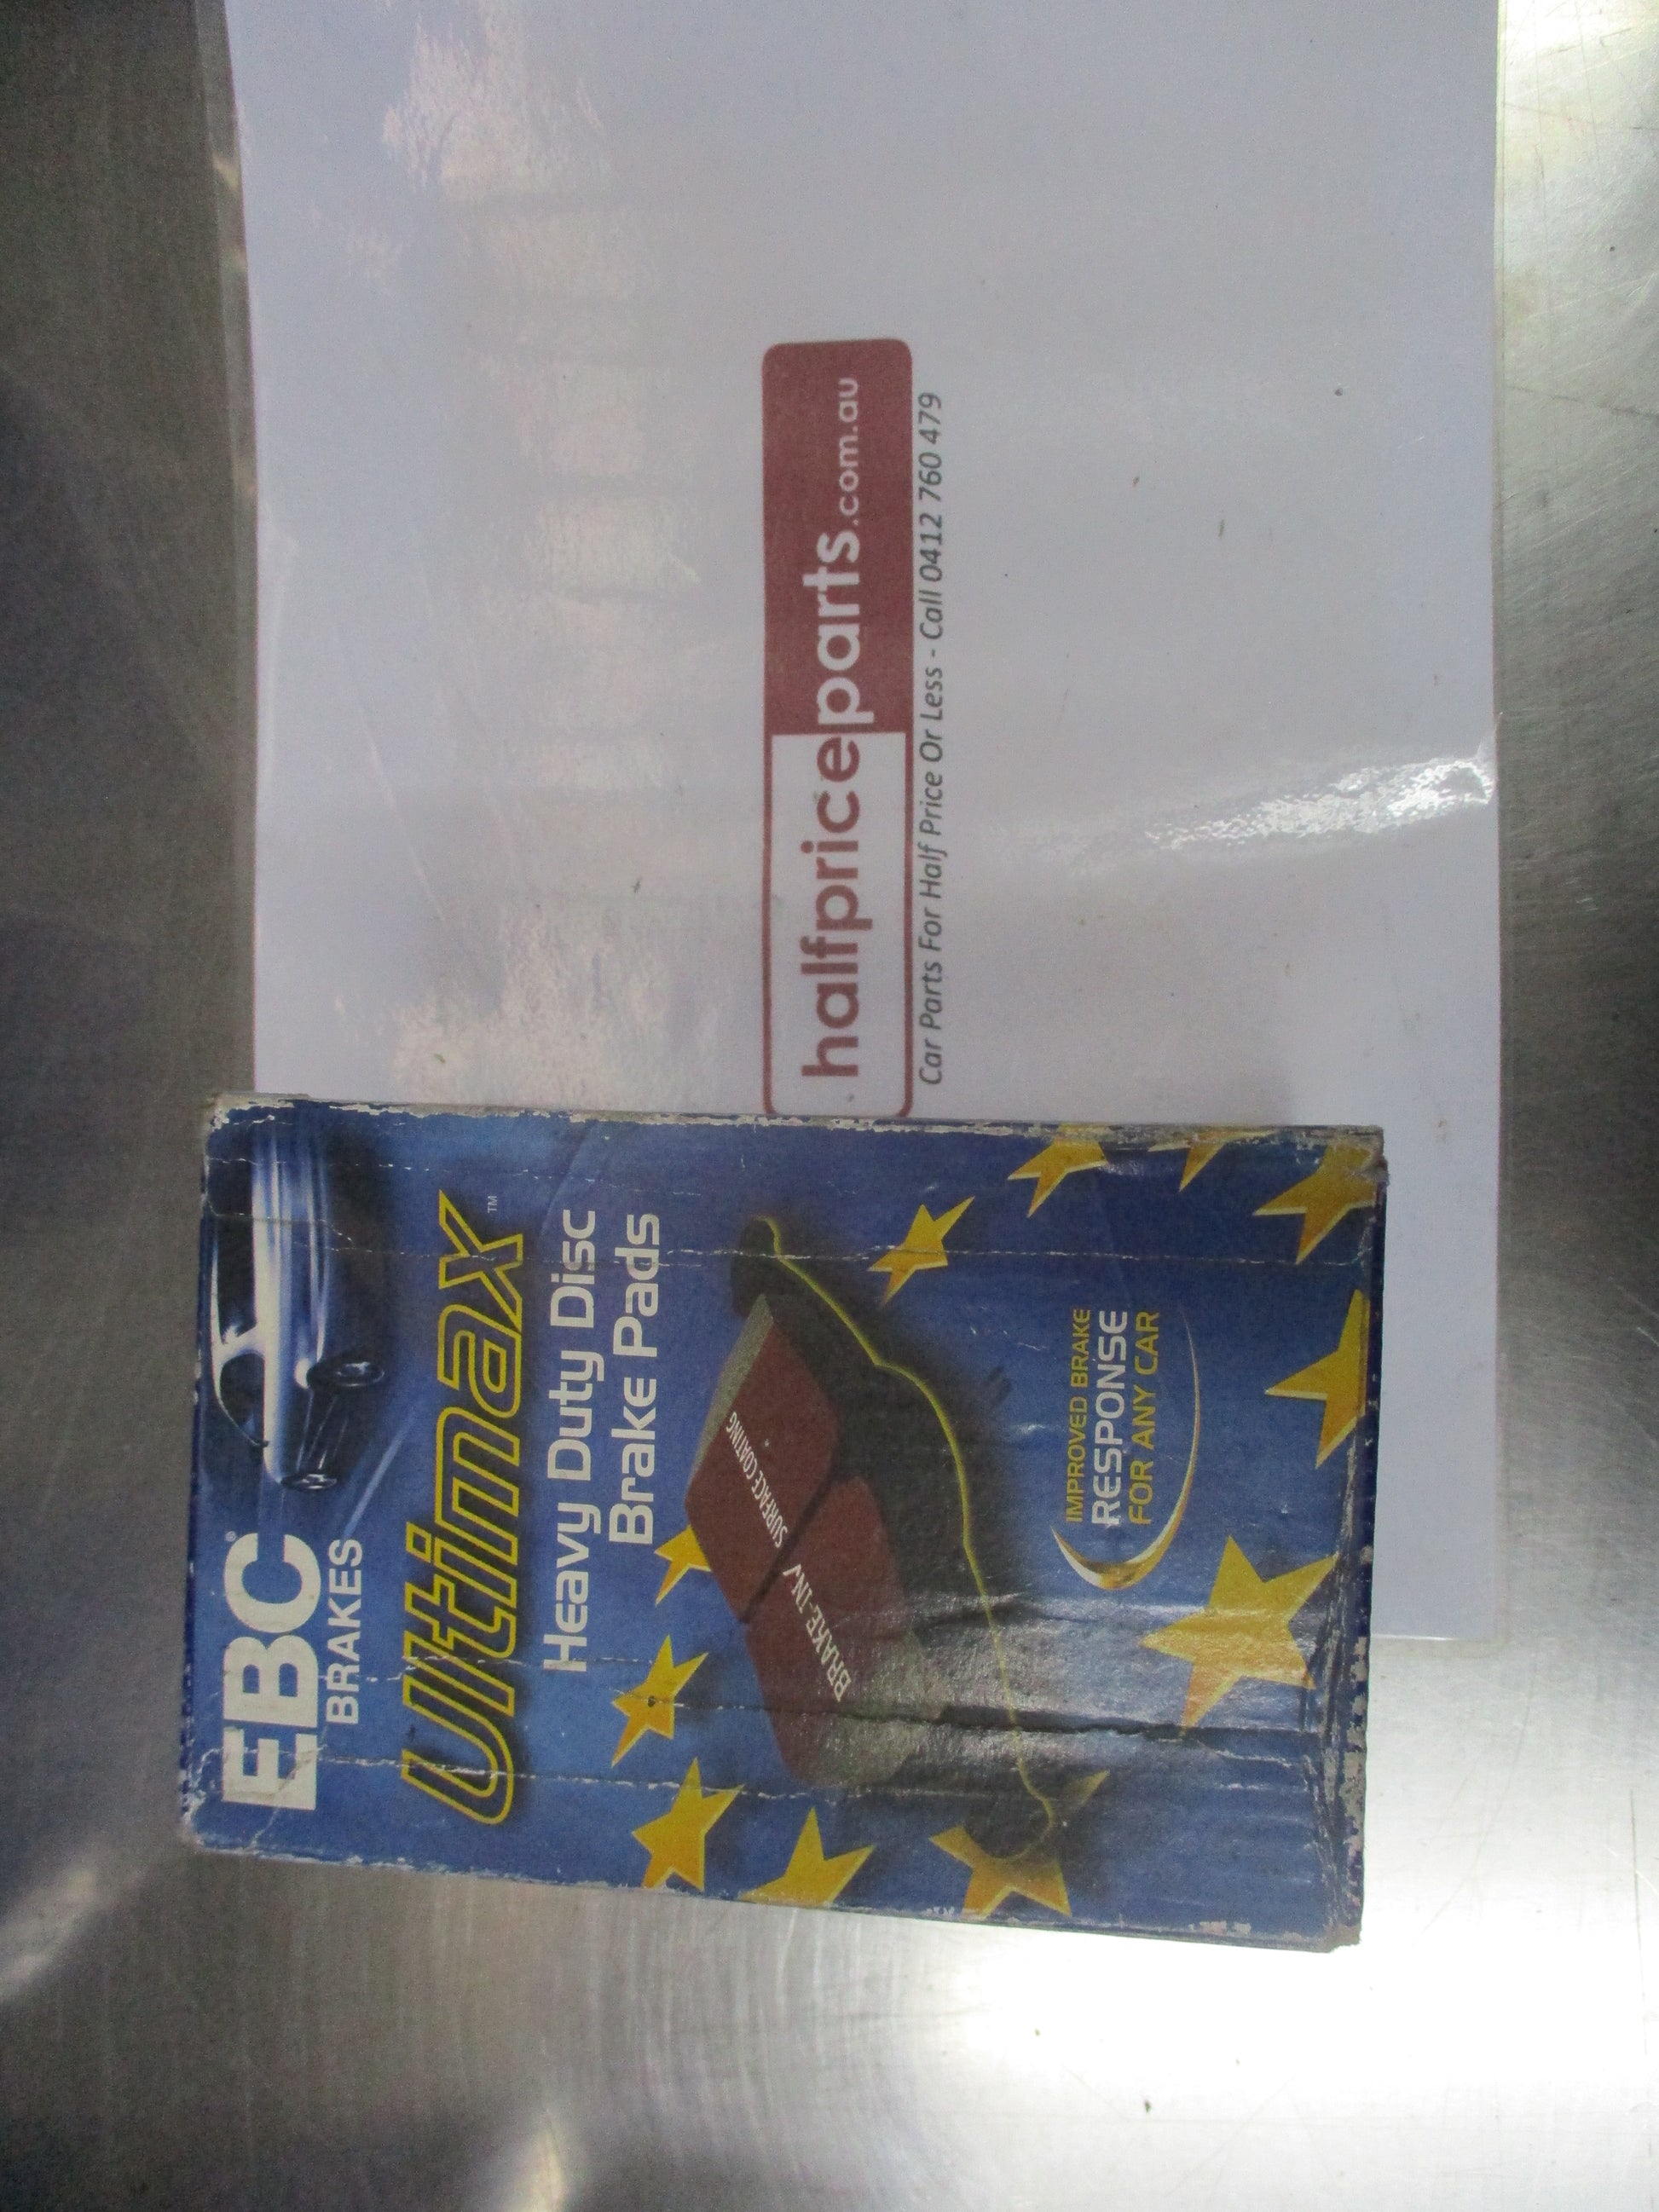 EBC®
BRAKES
Ultimax™
Heavy Duty Disc
Brake Pads
BRAKE-IN
SURFACE COATING
IMPROVED BRAKE
RESPONSE
FOR ANY CAR
halfpriceparts.com.au
Car Parts For Half Price Or Less - Call 0412 760 479